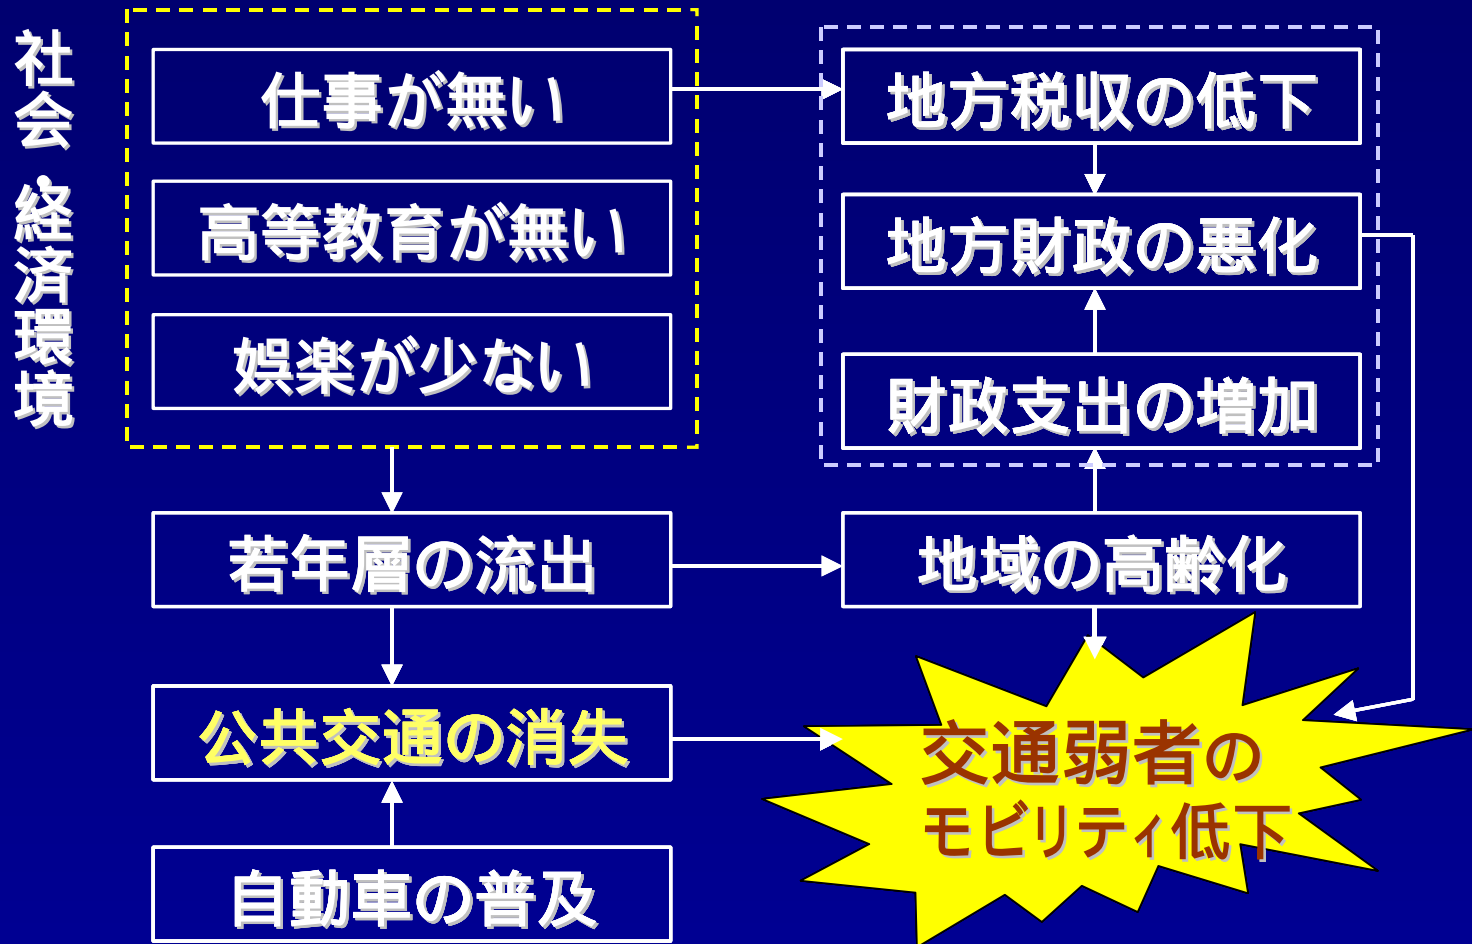 社会・経済環境
仕事が無い
高等教育が無い
娯楽が少ない
若年層の流出
公共交通の消失
自動車の普及
地方税収の低下
地方財政の悪化
財政支出の増加
地域の高齢化
交通弱者の
モビリティ低下